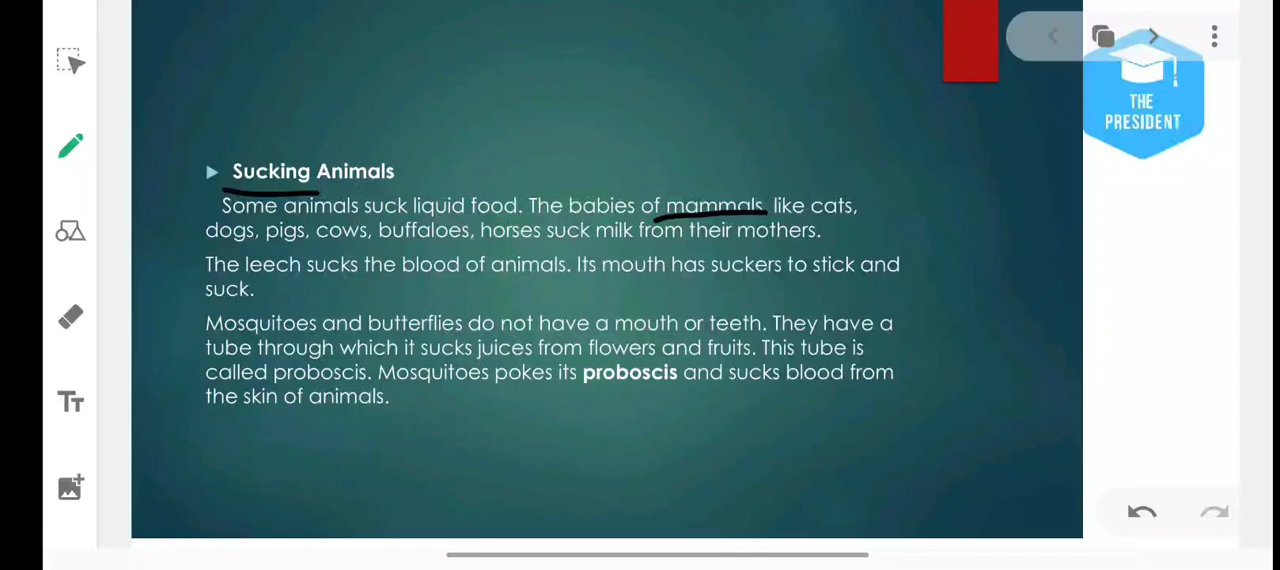 THE
PRESIDENT
Sucking Animals
Some animals suck liquid food. The babies of mammals like cats,
dogs, pigs, cows, buffaloes, horses suck milk from their mothers.
The leech sucks the blood of animals. Its mouth has suckers to stick and
suck.
Mosquitoes and butterflies do not have a mouth or teeth. They have a
tube through which it sucks juices from flowers and fruits. This tube is
called proboscis. Mosquitoes pokes its proboscis and sucks blood from
the skin of animals.
TT